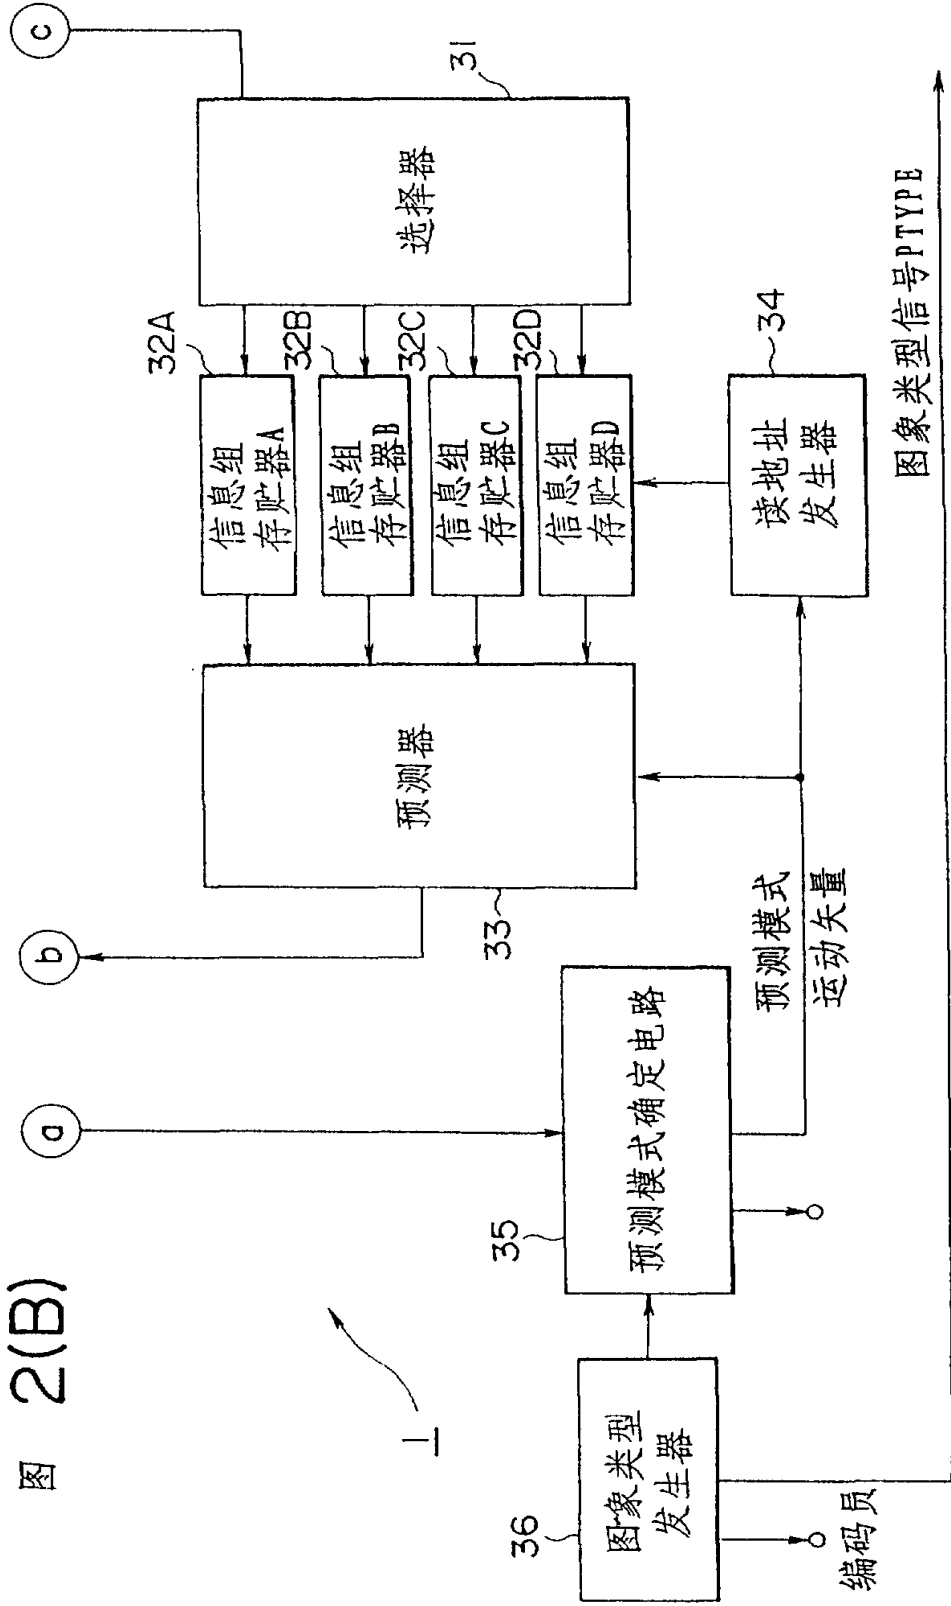 图 2(B)
1
a
b
c
选择器
31
信息组
存贮器A
32A
信息组
存贮器B
32B
信息组
存贮器C
32C
信息组
存贮器D
32D
预测器
33
读地址
发生器
34
预测模式
运动矢量
预测模式确定电路
35
图象类型
发生器
36
编码员
图象类型信号PTYPE